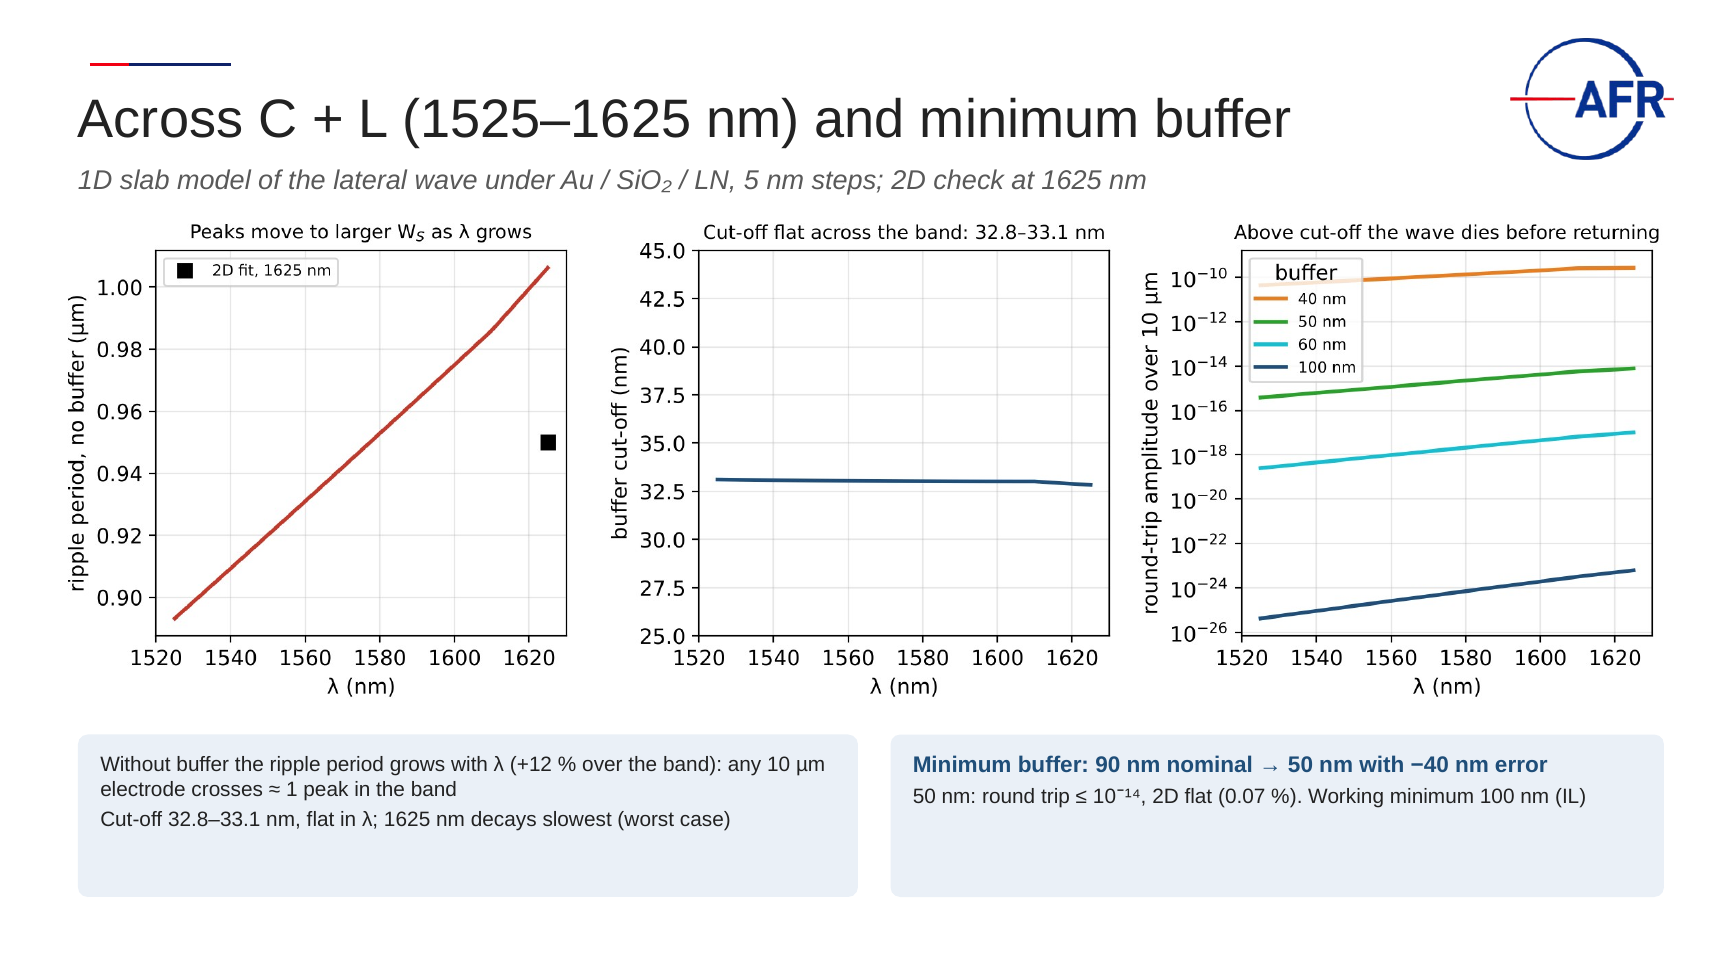 AFR
Across C + L (1525–1625 nm) and minimum buffer
1D slab model of the lateral wave under Au / SiO₂ / LN, 5 nm steps; 2D check at 1625 nm
Peaks move to larger W_S as λ grows
2D fit, 1625 nm
ripple period, no buffer (µm)
1.00
0.98
0.96
0.94
0.92
0.90
1520 1540 1560 1580 1600 1620
λ (nm)
Cut-off flat across the band: 32.8–33.1 nm
buffer cut-off (nm)
45.0
42.5
40.0
37.5
35.0
32.5
30.0
27.5
25.0
1520 1540 1560 1580 1600 1620
λ (nm)
Above cut-off the wave dies before returning
buffer
40 nm
50 nm
60 nm
100 nm
round-trip amplitude over 10 µm
10⁻¹⁰
10⁻¹²
10⁻¹⁴
10⁻¹⁶
10⁻¹⁸
10⁻²⁰
10⁻²²
10⁻²⁴
10⁻²⁶
1520 1540 1560 1580 1600 1620
λ (nm)
Without buffer the ripple period grows with λ (+12 % over the band): any 10 µm
electrode crosses ≈ 1 peak in the band
Cut-off 32.8–33.1 nm, flat in λ; 1625 nm decays slowest (worst case)
Minimum buffer: 90 nm nominal → 50 nm with −40 nm error
50 nm: round trip ≤ 10⁻¹⁴, 2D flat (0.07 %). Working minimum 100 nm (IL)